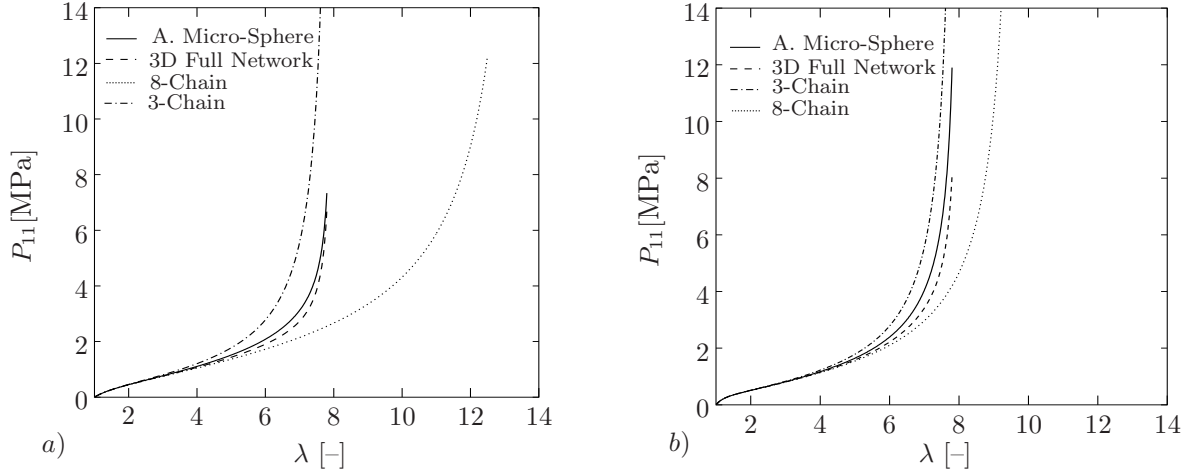 14
A. Micro-Sphere
3D Full Network
8-Chain
3-Chain
12
10
8
6
4
2
0
P₁₁ [MPa]
2 4 6 8 10 12 14
λ [–]
a)
14
A. Micro-Sphere
3D Full Network
3-Chain
8-Chain
12
10
8
6
4
2
0
P₁₁ [MPa]
2 4 6 8 10 12 14
λ [–]
b)